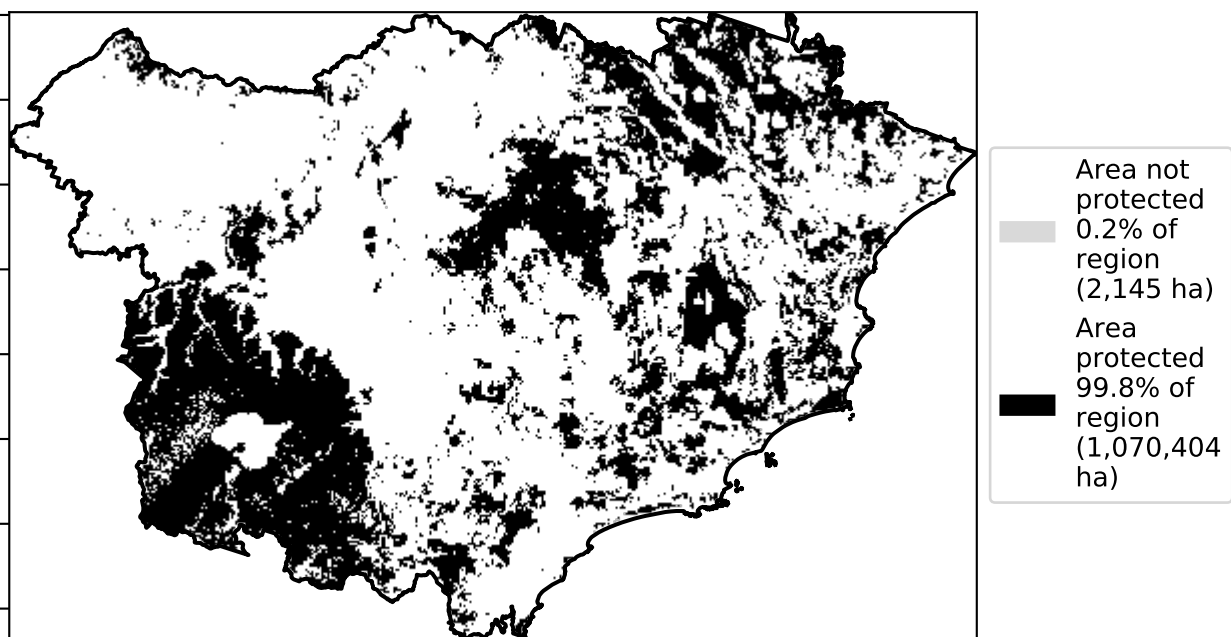 Area not
protected
0.2% of
region
(2,145 ha)
Area
protected
99.8% of
region
(1,070,404
ha)